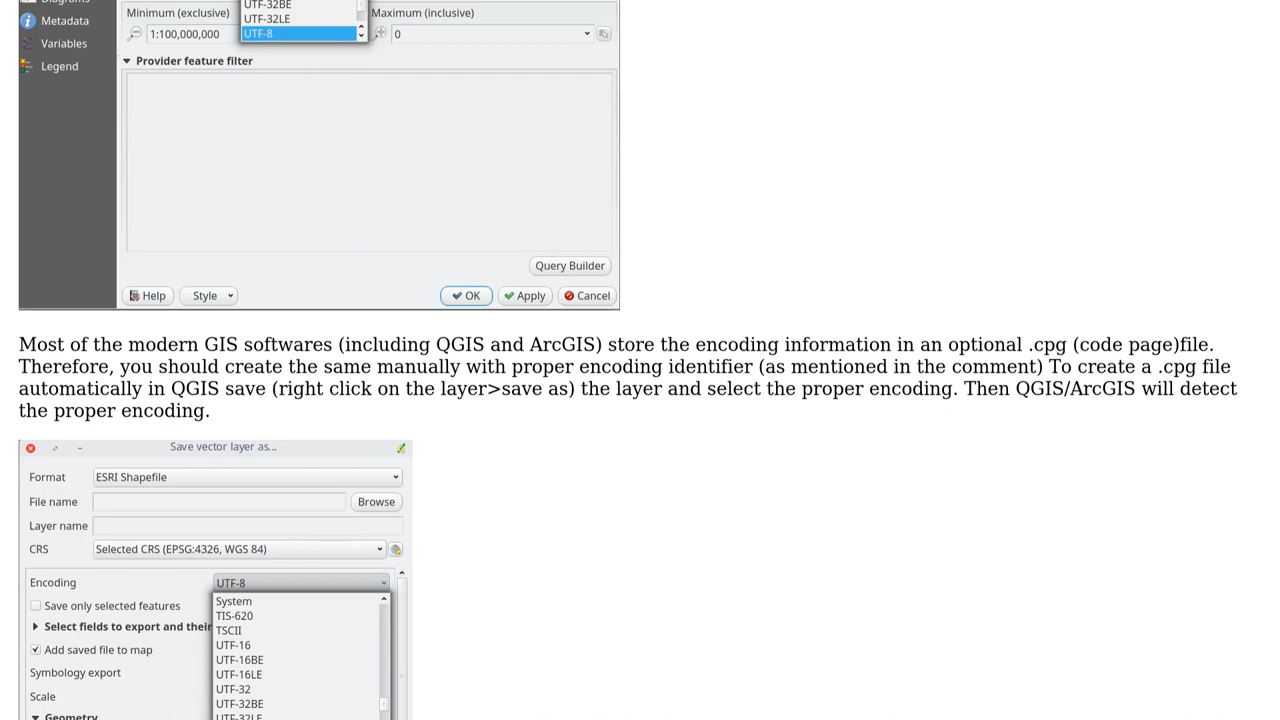 UTF-32BE
Metadata
Minimum (exclusive)
Maximum (inclusive)
UTF-32LE
1:100,000,000
UTF-8
0
Variables
Legend
Provider feature filter
Query Builder
Help
Style
OK
Apply
Cancel
Most of the modern GIS softwares (including QGIS and ArcGIS) store the encoding information in an optional .cpg (code page)file.
Therefore, you should create the same manually with proper encoding identifier (as mentioned in the comment) To create a .cpg file
automatically in QGIS save (right click on the layer>save as) the layer and select the proper encoding. Then QGIS/ArcGIS will detect
the proper encoding.
Save vector layer as...
Format
ESRI Shapefile
File name
Browse
Layer name
CRS
Selected CRS (EPSG:4326, WGS 84)
Encoding
UTF-8
System
Save only selected features
TIS-620
Select fields to export and their
TSCII
UTF-16
Add saved file to map
UTF-16BE
Symbology export
UTF-16LE
UTF-32
Scale
UTF-32BE
Geometry
UTF-32LE